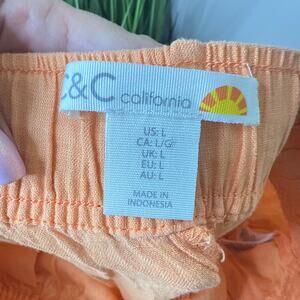 C&C california
US: L
CA: L/G
UK: L
EU: L
AU: L
MADE IN
INDONESIA